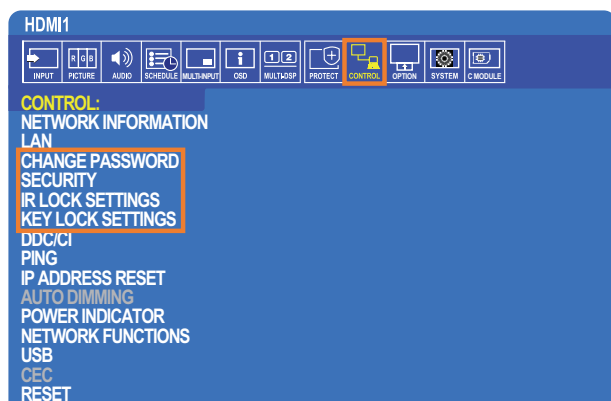 HDMI1
R G B
1 2
INPUT PICTURE AUDIO SCHEDULE MULTI-INPUT OSD MULTI-DSP PROTECT CONTROL OPTION SYSTEM C MODULE
CONTROL:
NETWORK INFORMATION
LAN
CHANGE PASSWORD
SECURITY
IR LOCK SETTINGS
KEY LOCK SETTINGS
DDC/CI
PING
IP ADDRESS RESET
AUTO DIMMING
POWER INDICATOR
NETWORK FUNCTIONS
USB
CEC
RESET